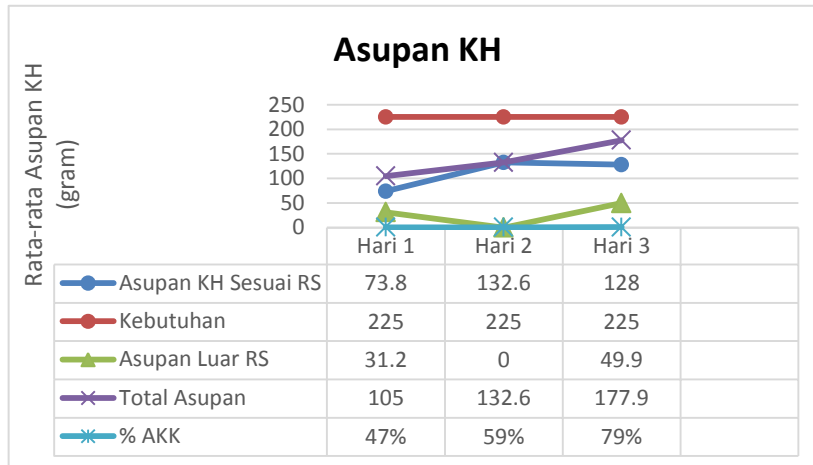 Asupan KH
Rata-rata Asupan KH
(gram)
250
200
150
100
50
0
Hari 1 Hari 2 Hari 3
Asupan KH Sesuai RS 73.8 132.6 128
Kebutuhan 225 225 225
Asupan Luar RS 31.2 0 49.9
Total Asupan 105 132.6 177.9
% AKK 47% 59% 79%